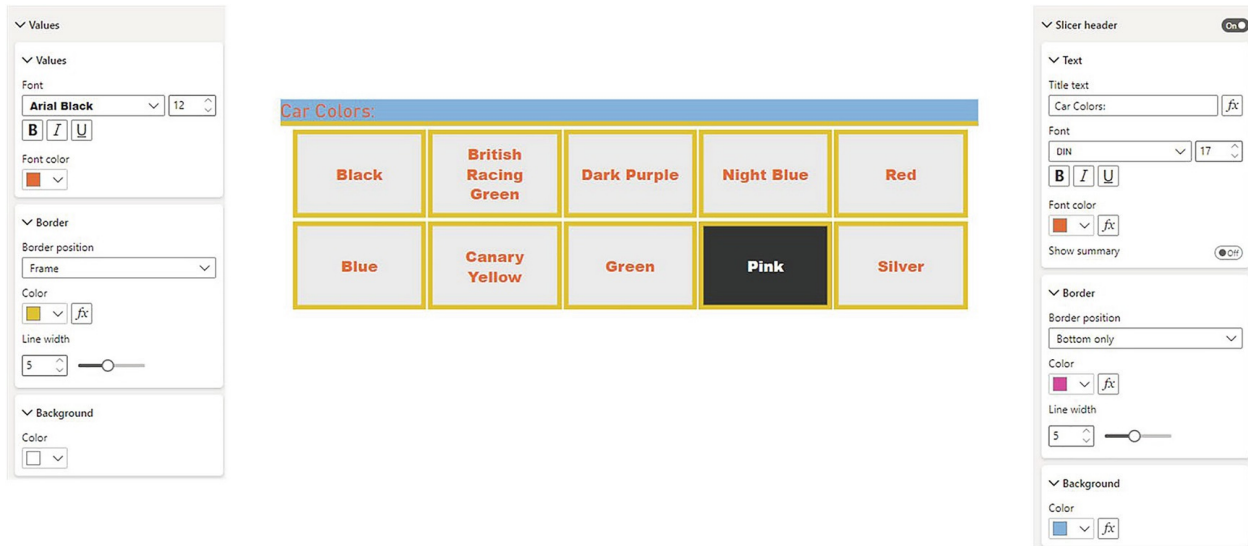 Values
Values
Font
Arial Black
12
B I U
Font color
Border
Border position
Frame
Color
fx
Line width
5
Background
Color
Car Colors:
Black
British
Racing
Green
Dark Purple
Night Blue
Red
Blue
Canary
Yellow
Green
Pink
Silver
Slicer header
On
Text
Title text
Car Colors:
fx
Font
DIN
17
B I U
Font color
fx
Show summary
Off
Border
Border position
Bottom only
Color
fx
Line width
5
Background
Color
fx